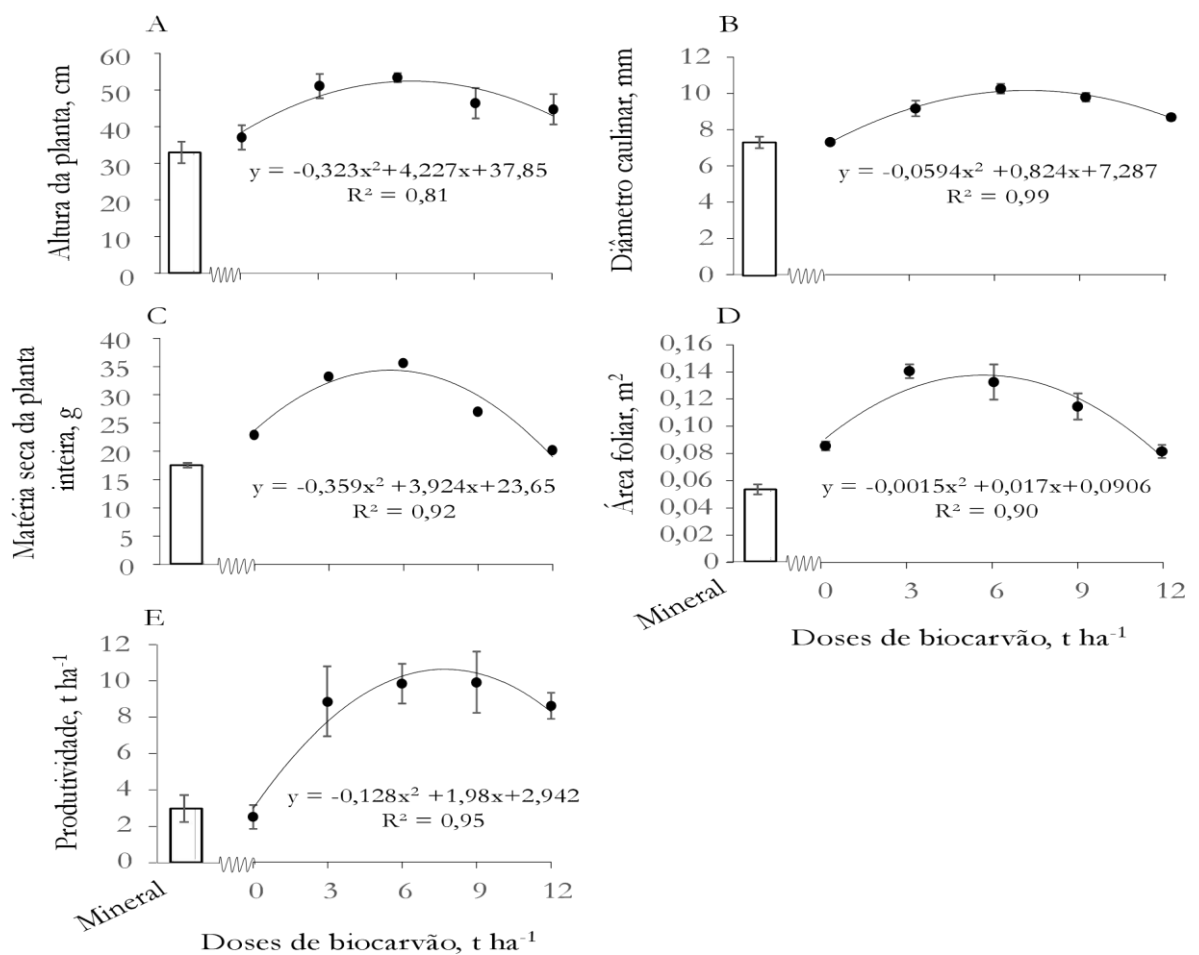 A
Altura da planta, cm
60
50
40
30
20
10
0
y = -0,323x² +4,227x+37,85
R² = 0,81
B
Diâmetro caulinar, mm
12
10
8
6
4
2
0
y = -0,0594x² +0,824x+7,287
R² = 0,99
C
Matéria seca da planta
inteira, g
40
35
30
25
20
15
10
5
0
y = -0,359x² +3,924x+23,65
R² = 0,92
D
Área foliar, m²
0,16
0,14
0,12
0,10
0,08
0,06
0,04
0,02
0
y = -0,0015x² +0,017x+0,0906
R² = 0,90
Mineral
0 3 6 9 12
Doses de biocarvão, t ha⁻¹
E
Produtividade, t ha⁻¹
12
10
8
6
4
2
0
y = -0,128x² +1,98x+2,942
R² = 0,95
Mineral
0 3 6 9 12
Doses de biocarvão, t ha⁻¹